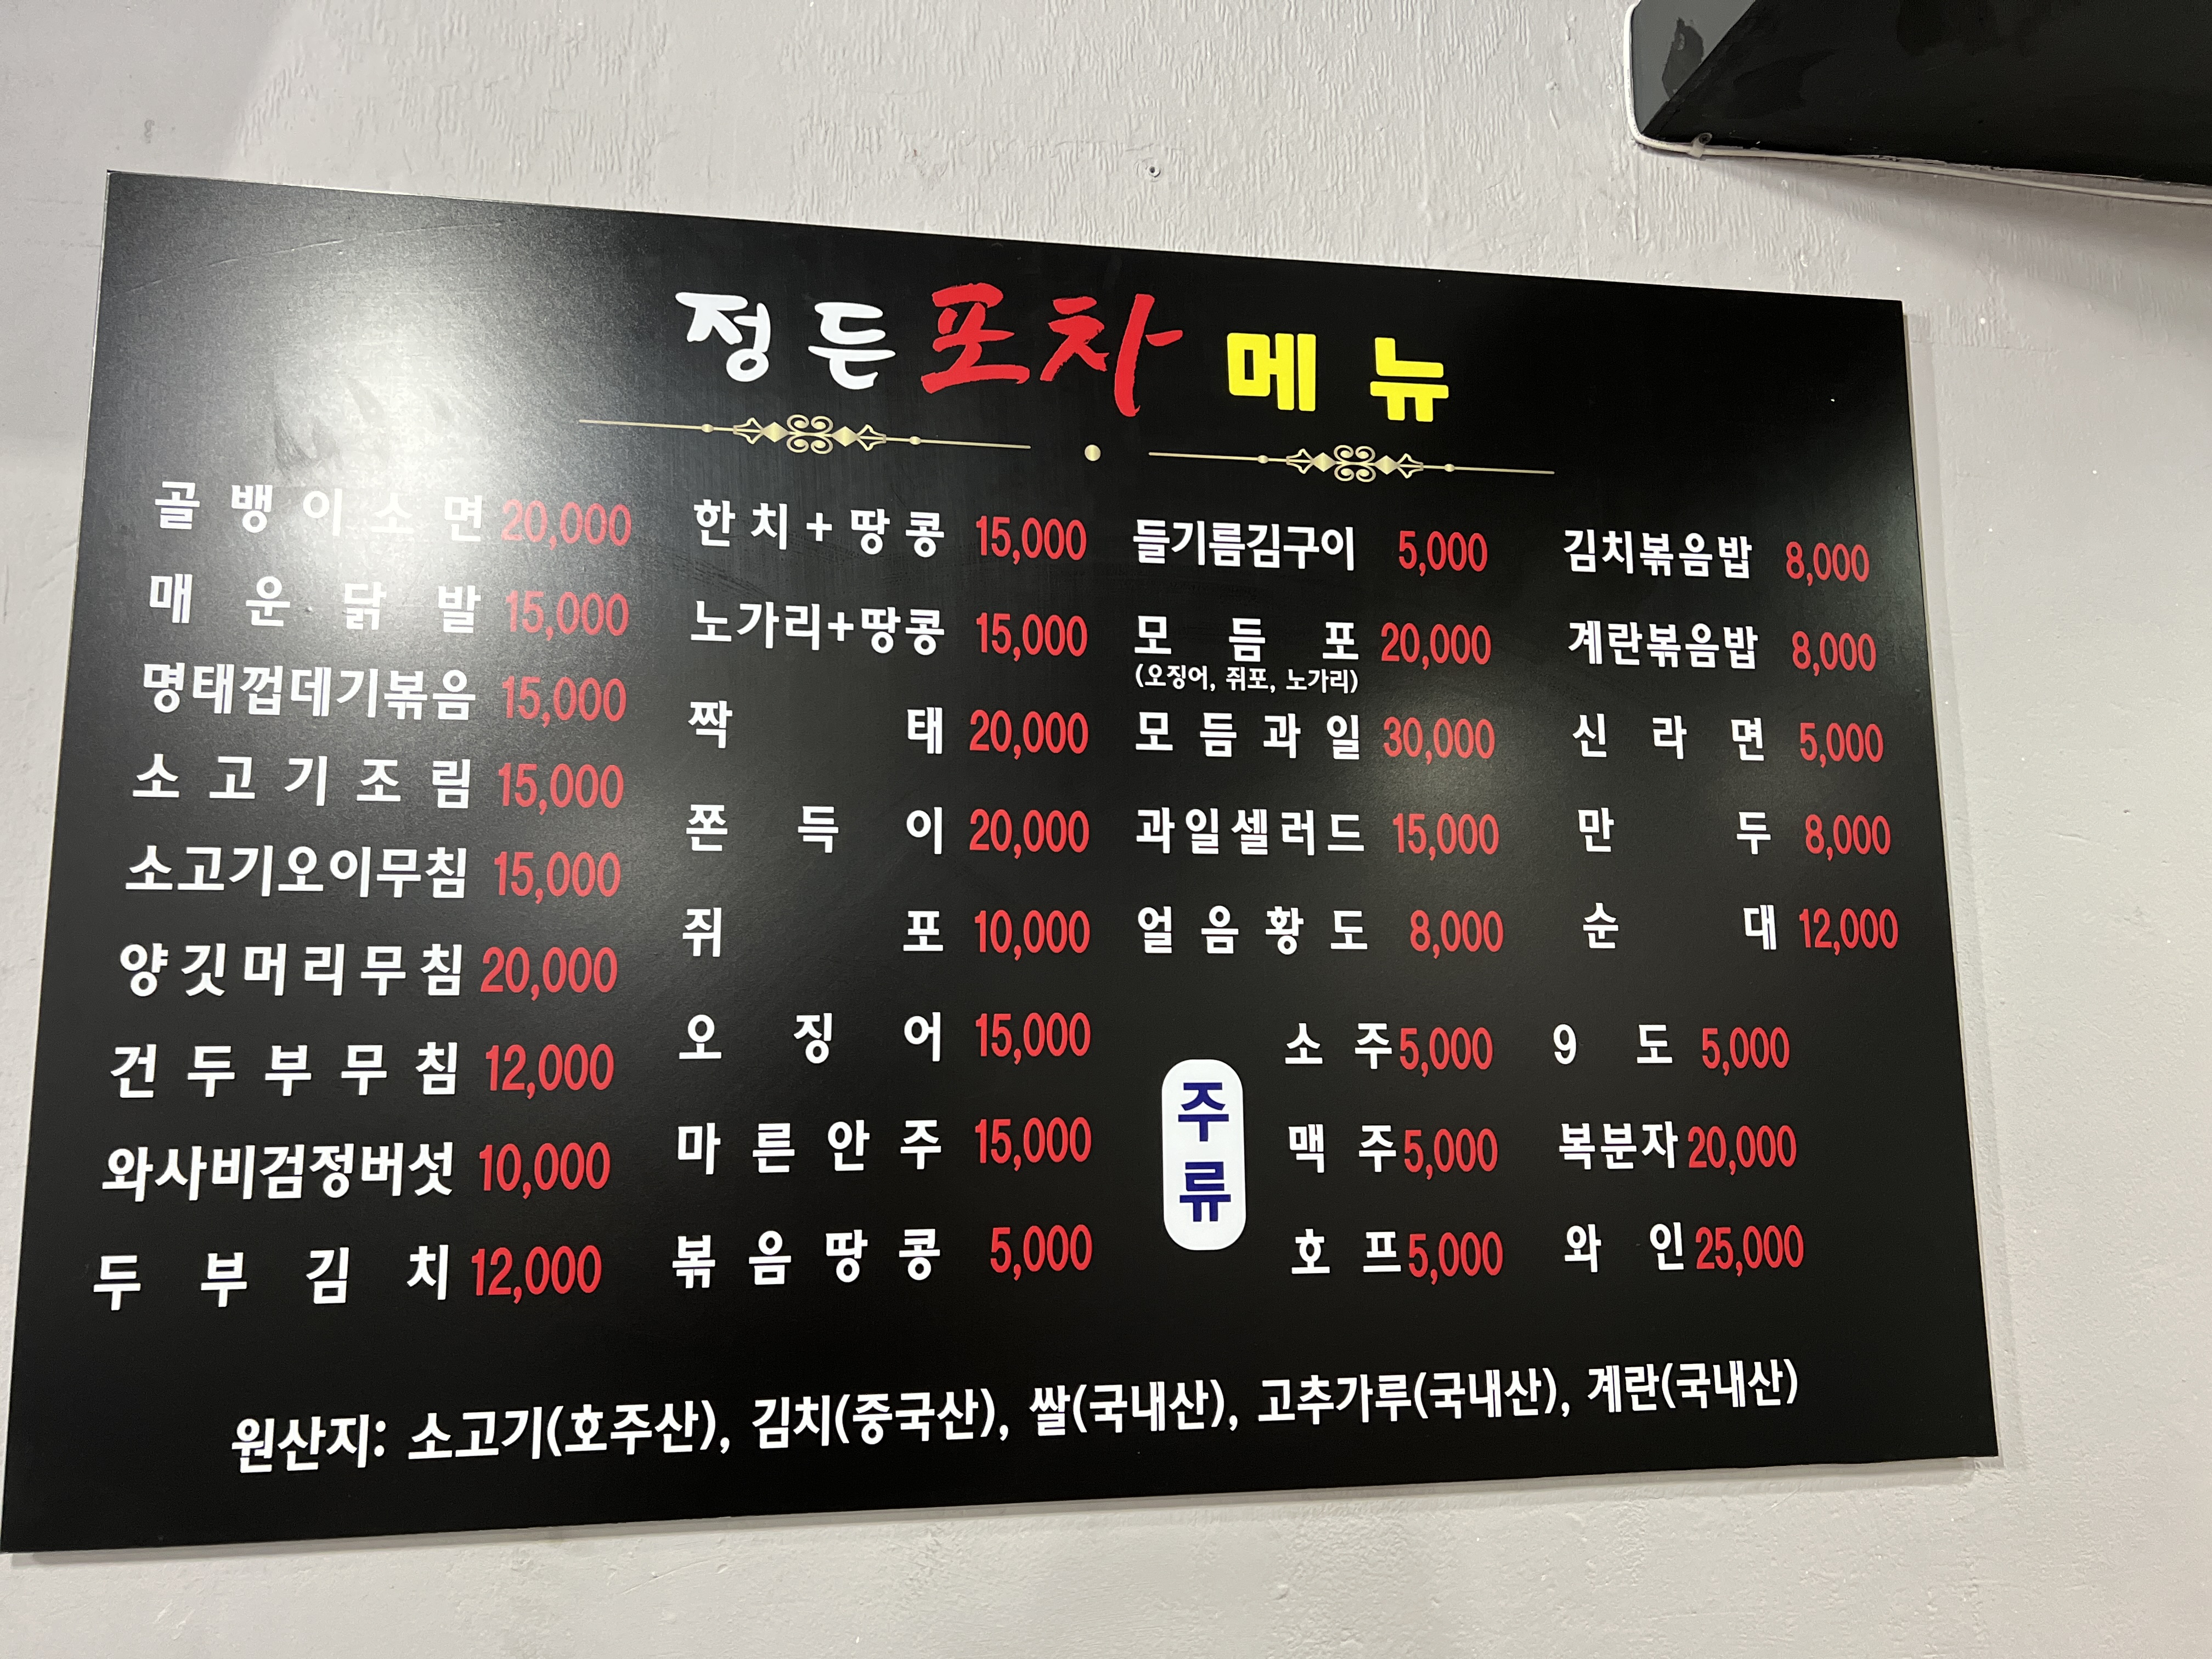 정든포차 메뉴
골뱅이소면 20,000
매운닭발 15,000
명태껍데기볶음 15,000
소고기조림 15,000
소고기오이무침 15,000
양깃머리무침 20,000
건두부무침 12,000
와사비검정버섯 10,000
두부김치 12,000
한치+땅콩 15,000
노가리+땅콩 15,000
짝태 20,000
쫀득이 20,000
쥐포 10,000
오징어 15,000
마른안주 15,000
볶음땅콩 5,000
들기름김구이 5,000
모듬포 20,000
(오징어, 쥐포, 노가리)
모듬과일 30,000
과일셀러드 15,000
얼음황도 8,000
김치볶음밥 8,000
계란볶음밥 8,000
신라면 5,000
만두 8,000
순대 12,000
주류
소주 5,000
맥주 5,000
호프 5,000
9도 5,000
복분자 20,000
와인 25,000
원산지: 소고기(호주산), 김치(중국산), 쌀(국내산), 고추가루(국내산), 계란(국내산)